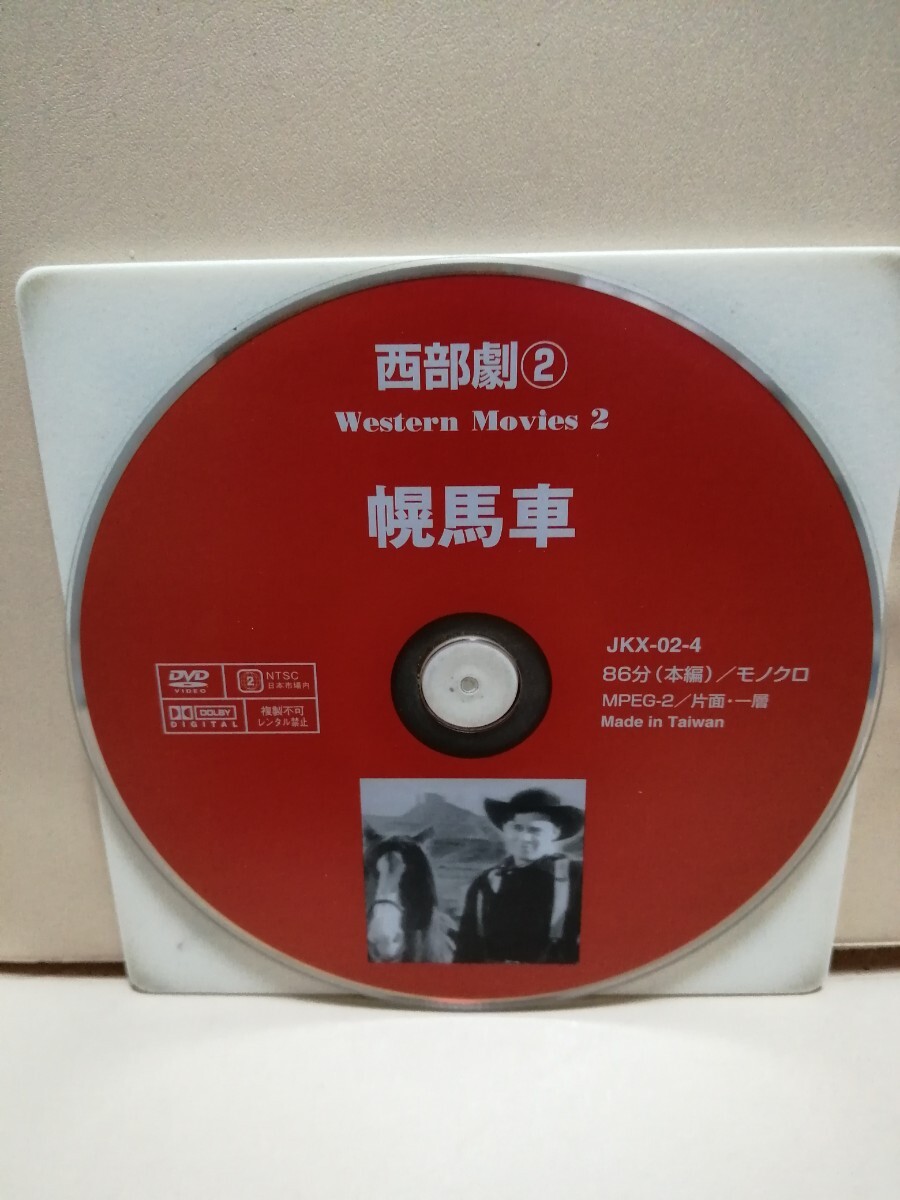 西部劇②
Western Movies 2
幌馬車
JKX-02-4
86分(本編)/モノクロ
MPEG-2/片面・一層
Made in Taiwan
DVD
VIDEO
2
NTSC
日本市場内
DOLBY
DIGITAL
複製不可
レンタル禁止